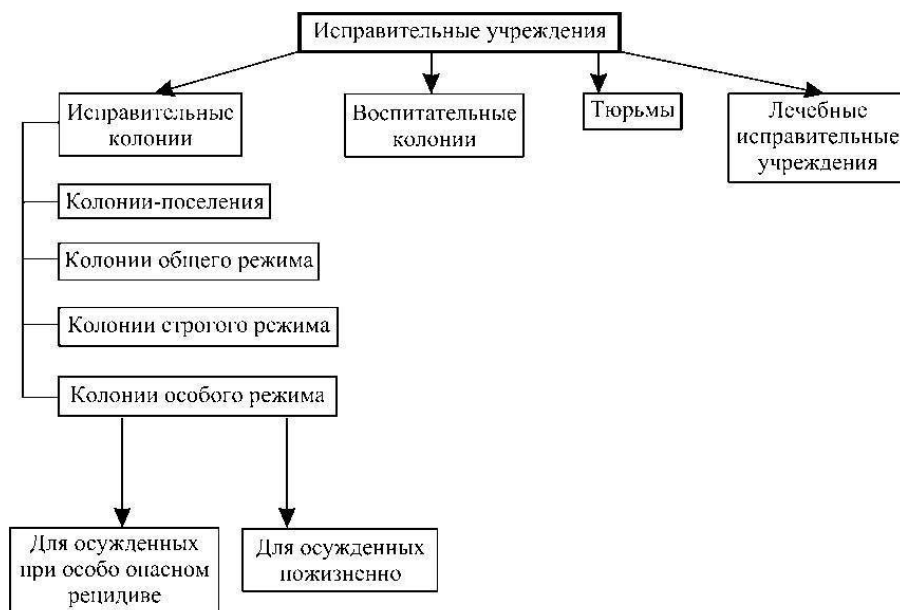 Исправительные учреждения
Исправительные
колонии
Воспитательные
колонии
Тюрьмы
Лечебные
исправительные
учреждения
Колонии-поселения
Колонии общего режима
Колонии строгого режима
Колонии особого режима
Для осужденных
при особо опасном
рецидиве
Для осужденных
пожизненно